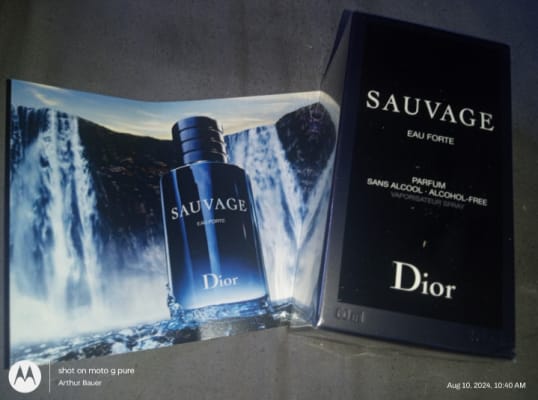 SAUVAGE
EAU FORTE
Dior
SAUVAGE
EAU FORTE
PARFUM
SANS ALCOOL · ALCOHOL-FREE
VAPORISATEUR SPRAY
Dior
shot on moto g pure
Arthur Bauer
Aug 10, 2024, 10:40 AM